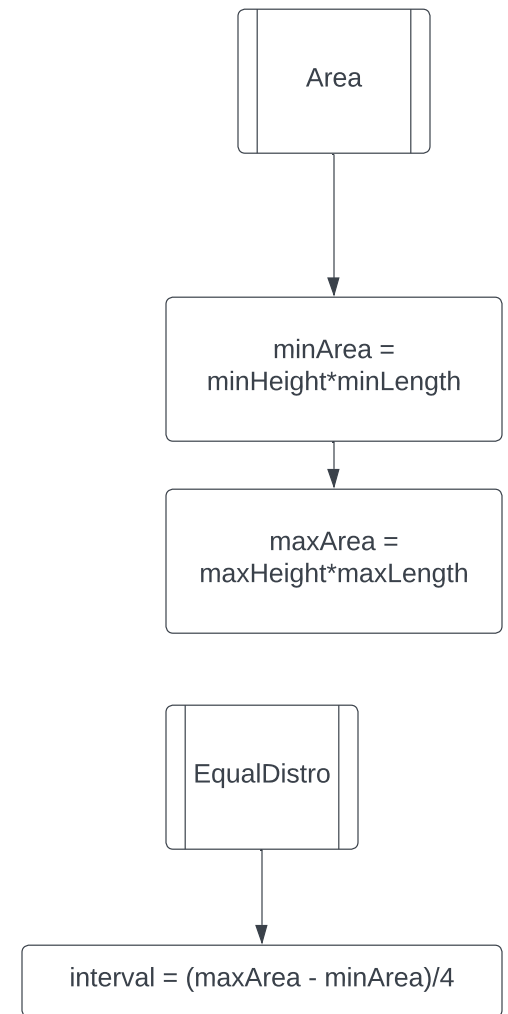 Area
minArea =
minHeight*minLength
maxArea =
maxHeight*maxLength
EqualDistro
interval = (maxArea - minArea)/4